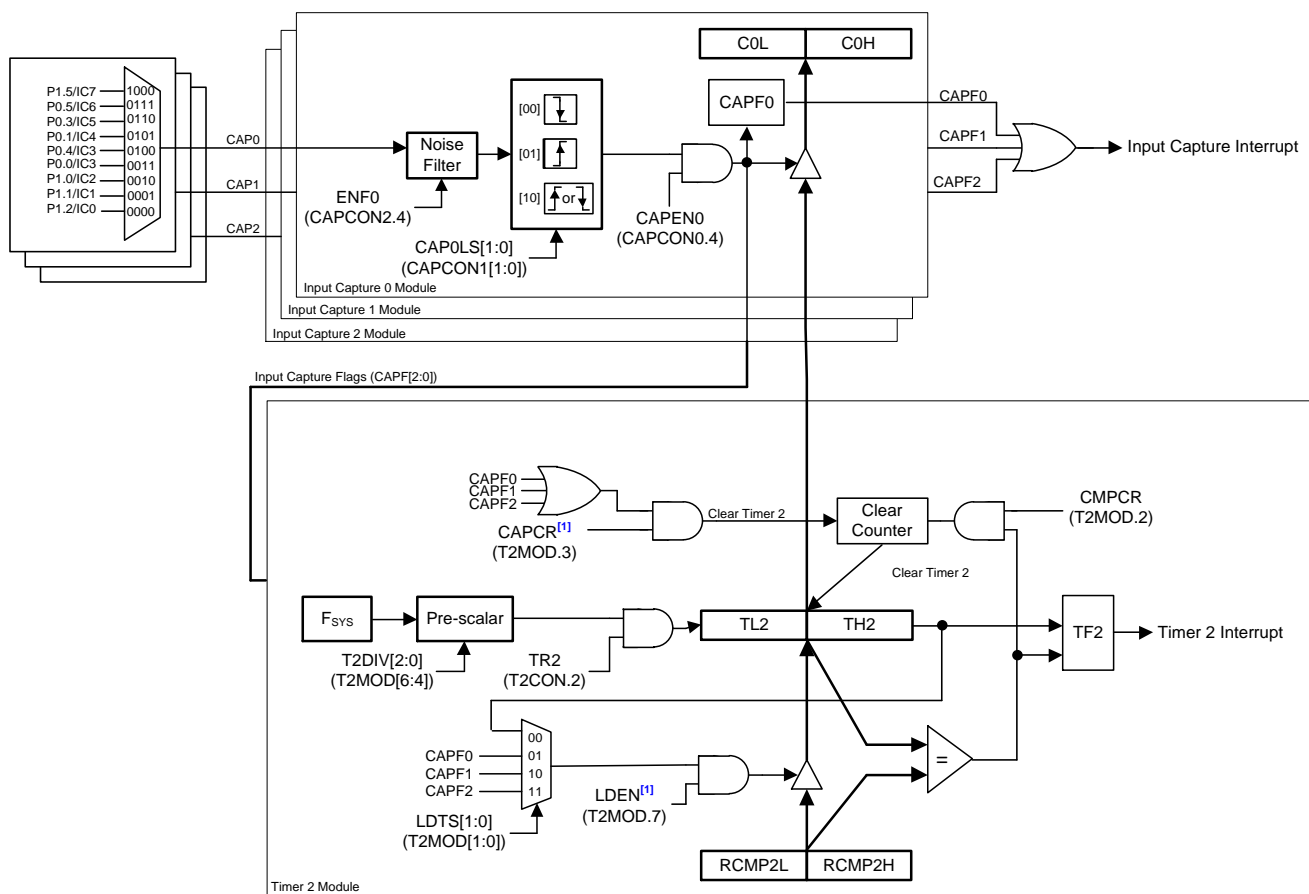 C0L C0H
P1.5/IC7 1000
P0.5/IC6 0111
P0.3/IC5 0110
P0.1/IC4 0101
P0.4/IC3 0100
P0.0/IC3 0011
P1.0/IC2 0010
P1.1/IC1 0001
P1.2/IC0 0000
CAP0
CAP1
CAP2
Noise
Filter
ENF0
(CAPCON2.4)
[00]
[01]
[10] or
CAP0LS[1:0]
(CAPCON1[1:0])
CAPEN0
(CAPCON0.4)
CAPF0
CAPF0
CAPF1
CAPF2
Input Capture Interrupt
Input Capture 0 Module
Input Capture 1 Module
Input Capture 2 Module
Input Capture Flags (CAPF[2:0])
CAPF0
CAPF1
CAPF2
CAPCR[1]
(T2MOD.3)
Clear Timer 2
Clear
Counter
CMPCR
(T2MOD.2)
Clear Timer 2
FSYS
Pre-scalar
T2DIV[2:0]
(T2MOD[6:4])
TR2
(T2CON.2)
TL2 TH2
TF2
Timer 2 Interrupt
00
CAPF0 01
CAPF1 10
CAPF2 11
LDTS[1:0]
(T2MOD[1:0])
LDEN[1]
(T2MOD.7)
=
RCMP2L RCMP2H
Timer 2 Module